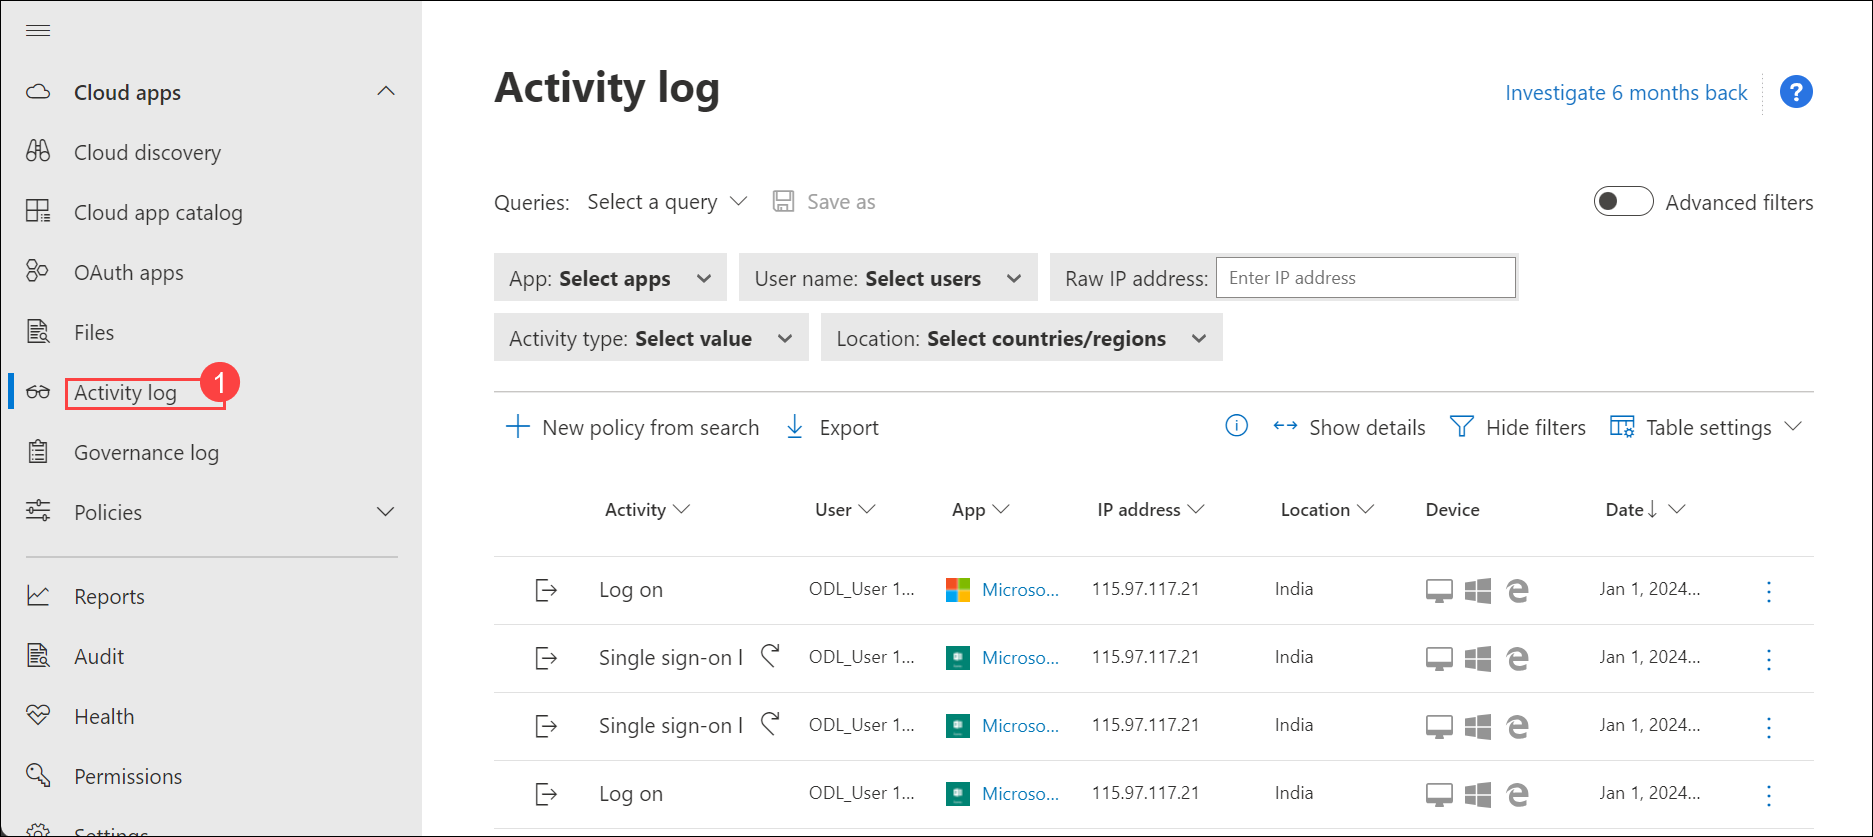 Cloud apps
Cloud discovery
Cloud app catalog
OAuth apps
Files
Activity log
1
Governance log
Policies
Reports
Audit
Health
Permissions
Settings
Activity log
Investigate 6 months back
?
Queries: Select a query Save as
Advanced filters
App: Select apps User name: Select users Raw IP address: Enter IP address
Activity type: Select value Location: Select countries/regions
New policy from search Export Show details Hide filters Table settings
Activity User App IP address Location Device Date
Log on ODL_User 1... Microso... 115.97.117.21 India Jan 1, 2024...
Single sign-on l ODL_User 1... Microso... 115.97.117.21 India Jan 1, 2024...
Single sign-on l ODL_User 1... Microso... 115.97.117.21 India Jan 1, 2024...
Log on ODL_User 1... Microso... 115.97.117.21 India Jan 1, 2024...